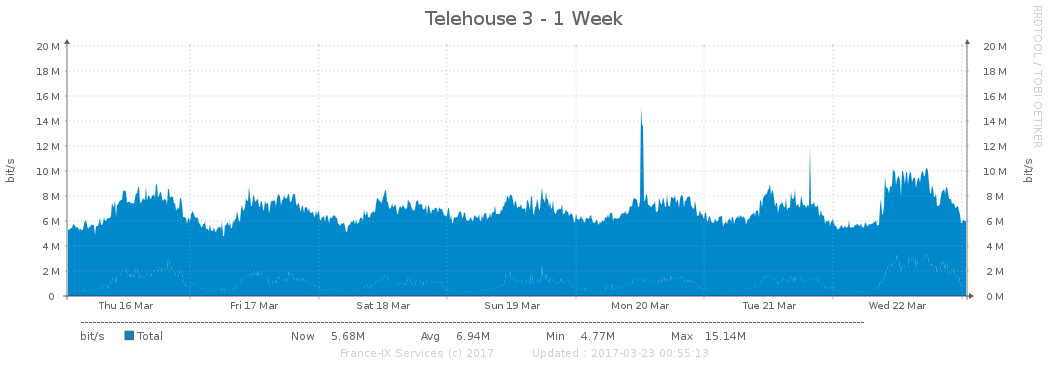 Telehouse 3 - 1 Week
RRDTOOL / TOBI OETIKER
20 M 20 M
18 M 18 M
16 M 16 M
14 M 14 M
12 M 12 M
10 M 10 M
8 M 8 M
6 M 6 M
4 M 4 M
2 M 2 M
0 0 M
bit/s bit/s
Thu 16 Mar Fri 17 Mar Sat 18 Mar Sun 19 Mar Mon 20 Mar Tue 21 Mar Wed 22 Mar
bit/s Total Now 5.68M Avg 6.94M Min 4.77M Max 15.14M
France-IX Services (c) 2017 Updated : 2017-03-23 00:55:13